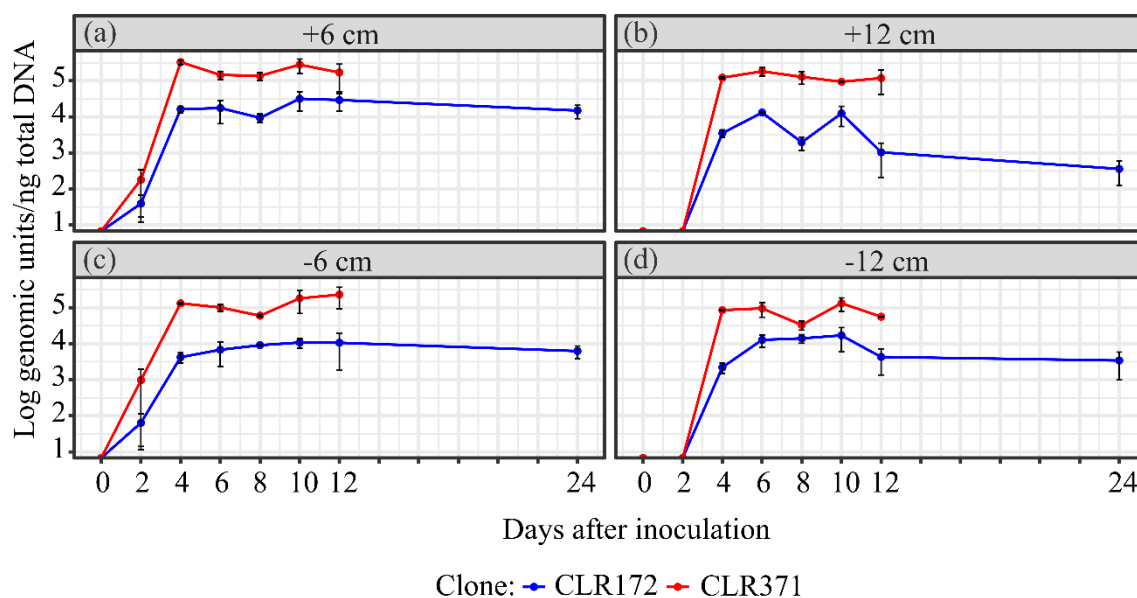 (a) +6 cm
(b) +12 cm
5
4
3
2
1
(c) -6 cm
(d) -12 cm
5
4
3
2
1
Log genomic units/ng total DNA
0 2 4 6 8 10 12 24
0 2 4 6 8 10 12 24
Days after inoculation
Clone: CLR172 CLR371